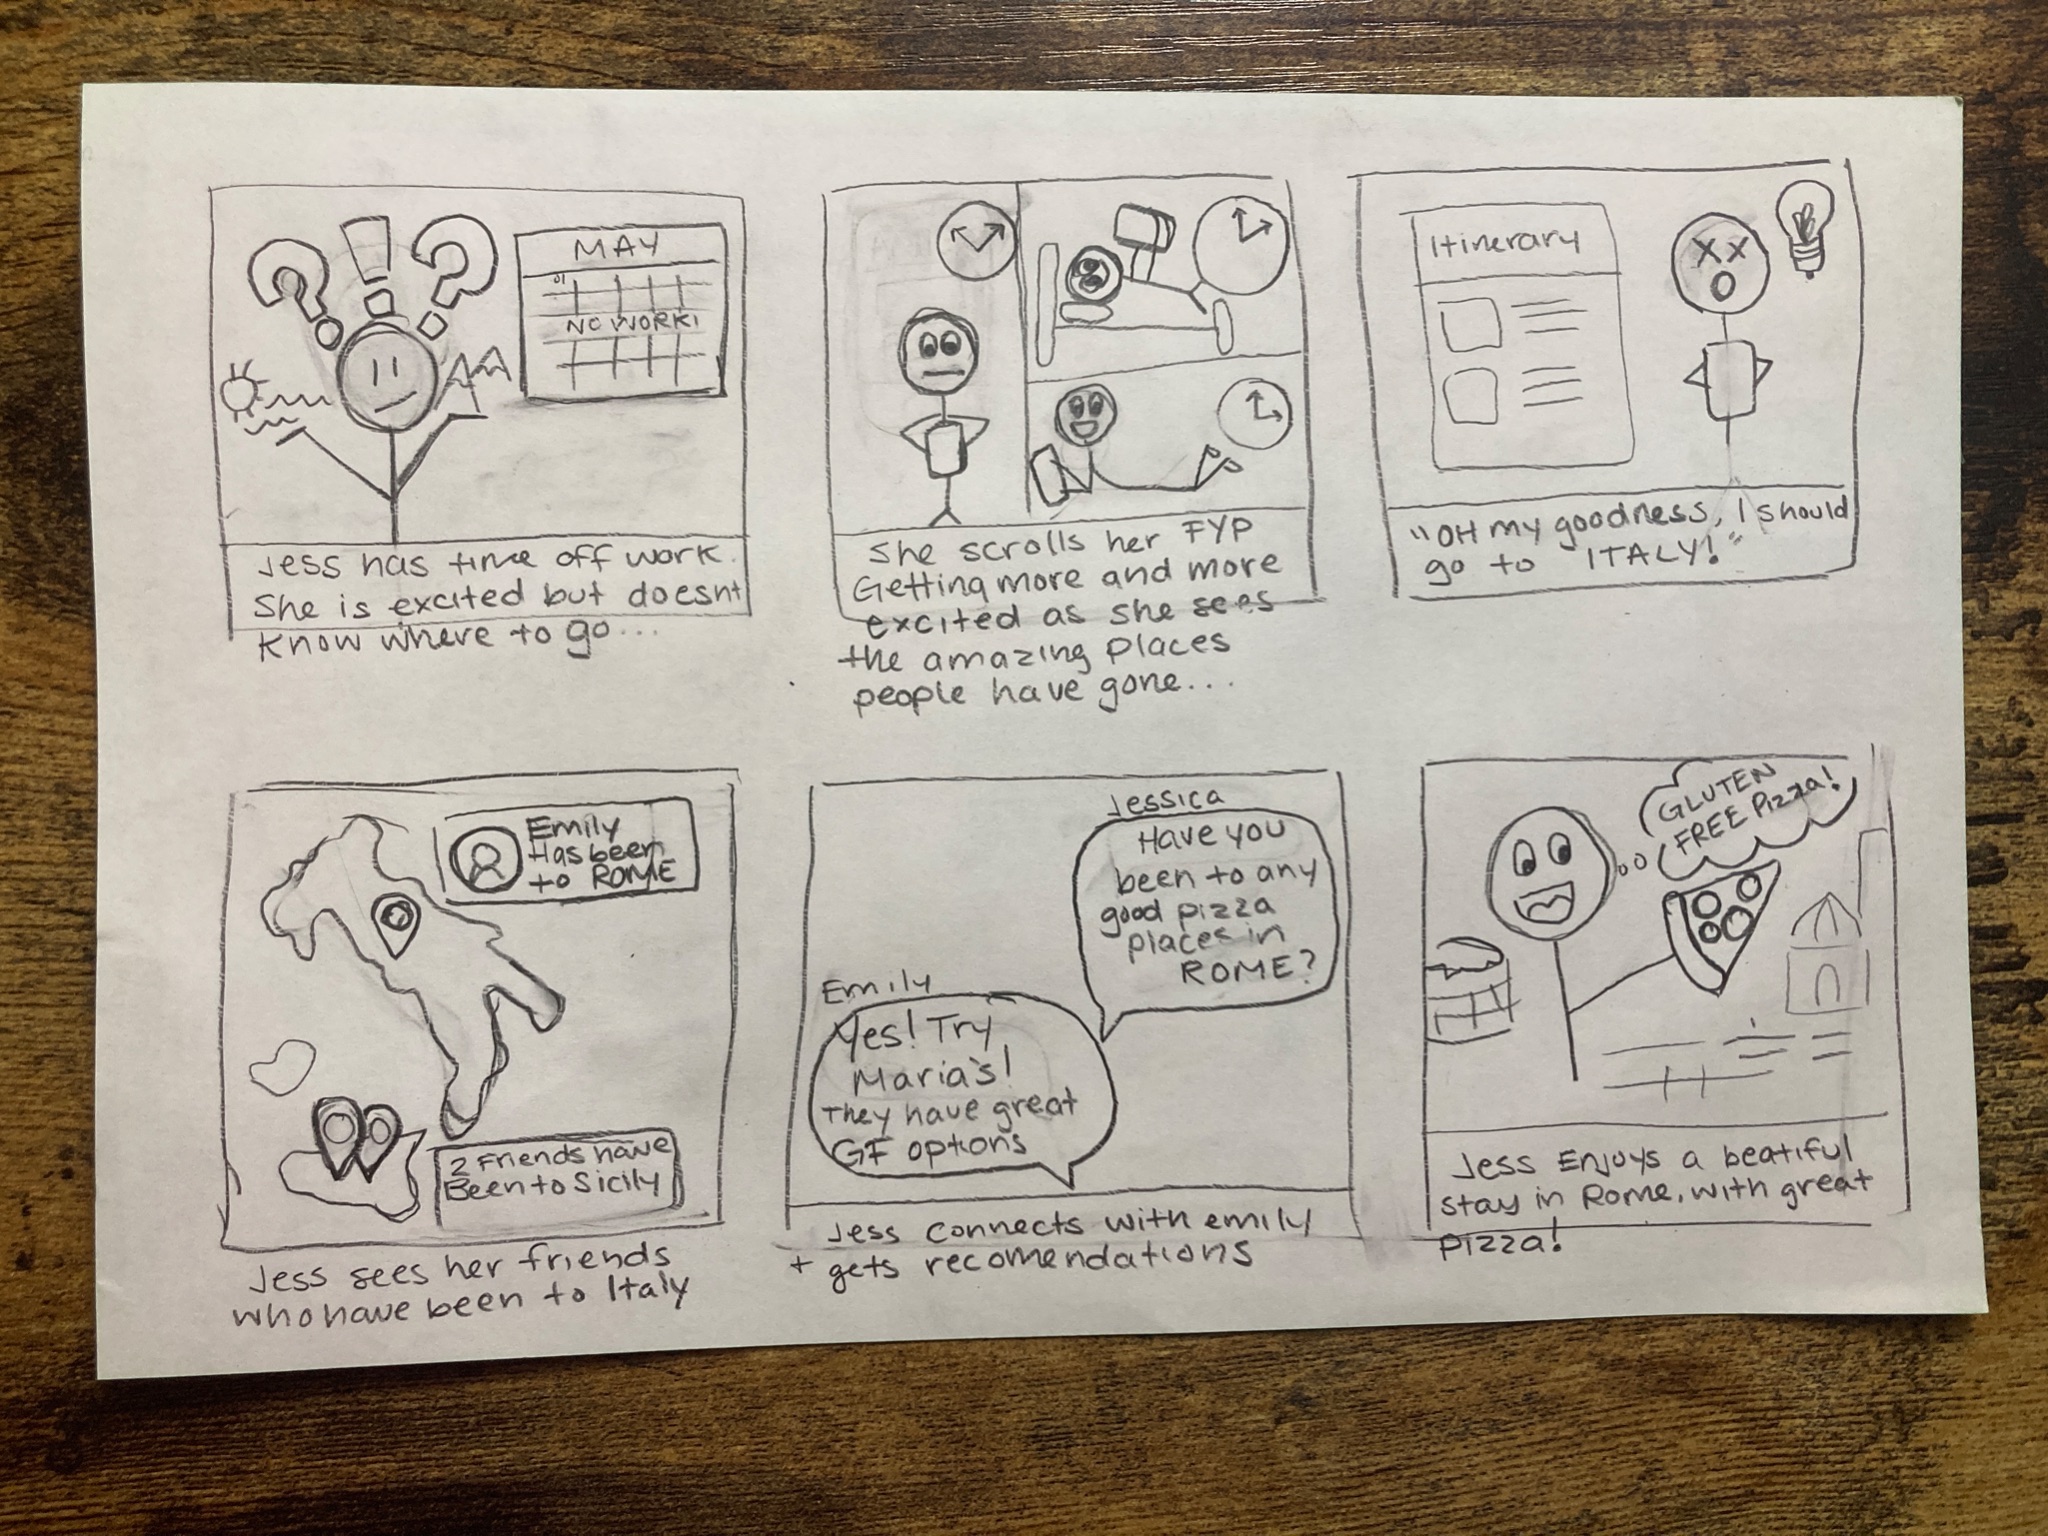 MAY
01
NO WORK!
Jess has time off work.
She is excited but doesnt
know where to go...
She scrolls her FYP
Getting more and more
excited as she sees
the amazing places
people have gone...
Itinerary
"OH my goodness, I should
go to ITALY!"
Emily
Has been
to ROME
2 Friends have
Been to Sicily
Jess sees her friends
who have been to Italy
Jessica
Have you
been to any
good pizza
places in
ROME?
Emily
Yes! Try
Maria's!
They have great
GF options
Jess connects with emily
+ gets recomendations
GLUTEN
FREE Pizza!
Jess Enjoys a beatiful
stay in Rome, with great
pizza!